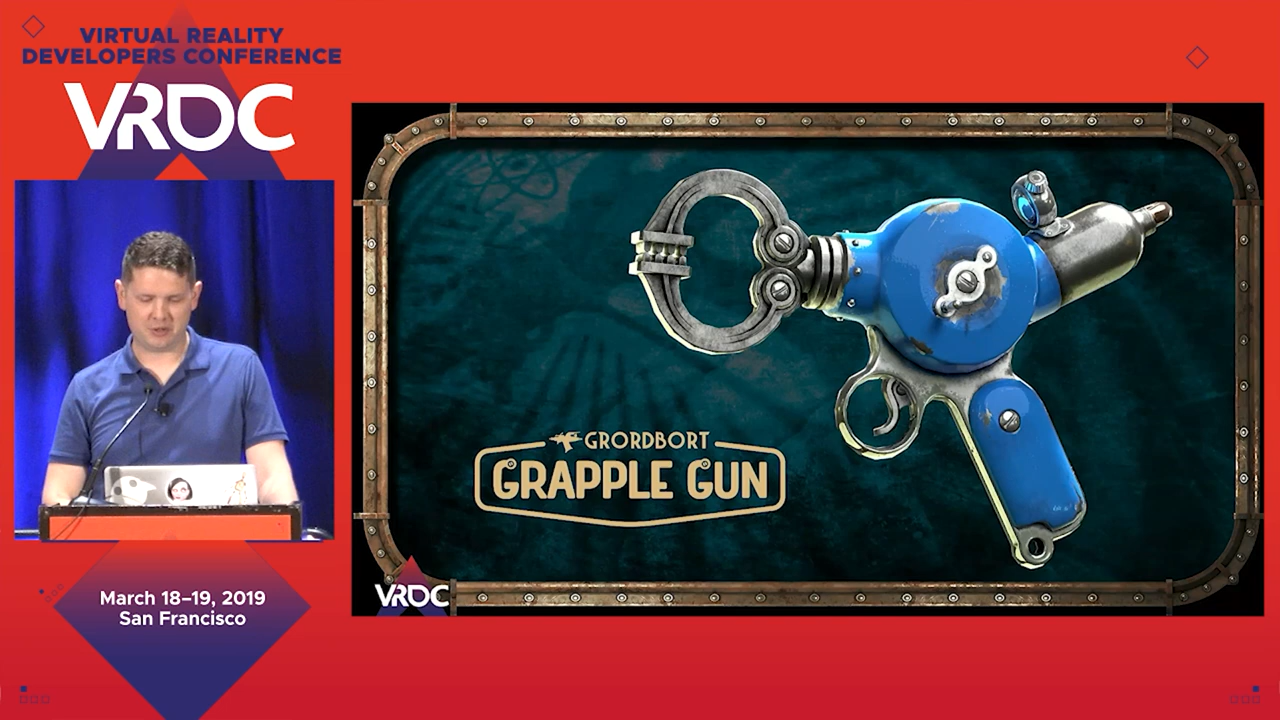 VIRTUAL REALITY
DEVELOPERS CONFERENCE
VRDC
GRORDBORT
GRAPPLE GUN
VRDC
March 18–19, 2019
San Francisco